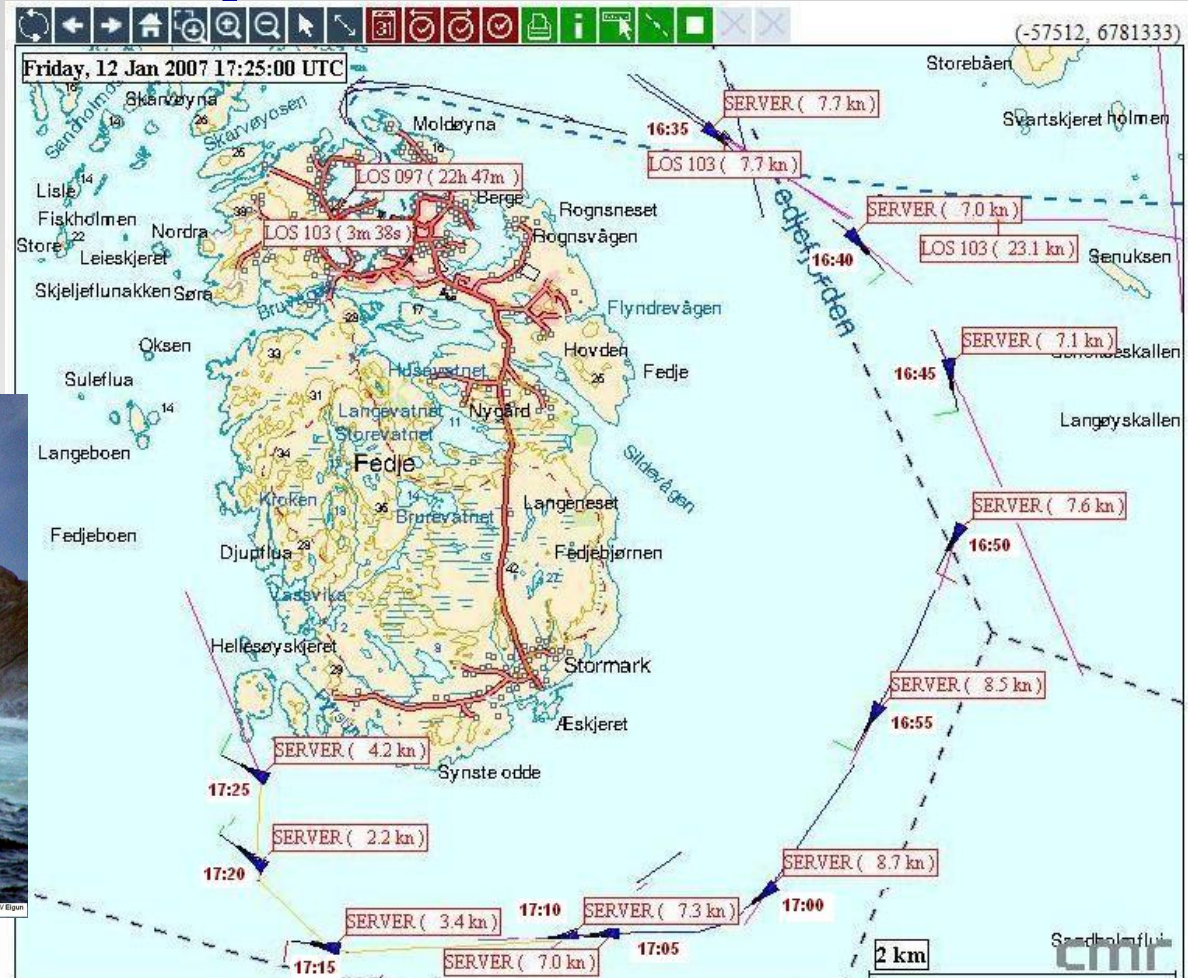 31
(-57512, 6781333)
Friday, 12 Jan 2007 17:25:00 UTC
Storebåen
Skarvøyna
Sandholmos
Skarvøyosen
Moldøyna
SERVER ( 7.7 kn)
Svartskjeret holmen
16:35
LOS 103 ( 7.7 kn)
LOS 097 ( 22h 47m )
Lisle
Berge
Rognsneset
SERVER ( 7.0 kn)
Fiskholmen
Nordra
LOS 103 ( 3m 38s )
Rognsvågen
LOS 103 ( 23.1 kn)
Store
Leieskjeret
16:40
Senuksen
edjefjorden
Skjeljeflunakken
Søra
Flyndrevågen
Oksen
Hovden
Fedje
SERVER ( 7.1 kn)
16:45
Suleflua
Husavatnet
Langevatnet
Nygård
Storevatnet
Langøyskallen
Langeboen
Fedje
Sildevågen
Kroken
Brurevatnet
Langeneset
SERVER ( 7.6 kn)
Fedjeboen
Djupflua
Fedjebjørnen
16:50
Vassvika
Hellesøyskjeret
Stormark
SERVER ( 8.5 kn)
16:55
Æskjeret
SERVER ( 4.2 kn)
Synste odde
17:25
SERVER ( 2.2 kn)
17:20
SERVER ( 8.7 kn)
17:00
SERVER ( 3.4 kn)
17:10
SERVER ( 7.3 kn)
17:05
17:15
SERVER ( 7.0 kn)
2 km
cmr